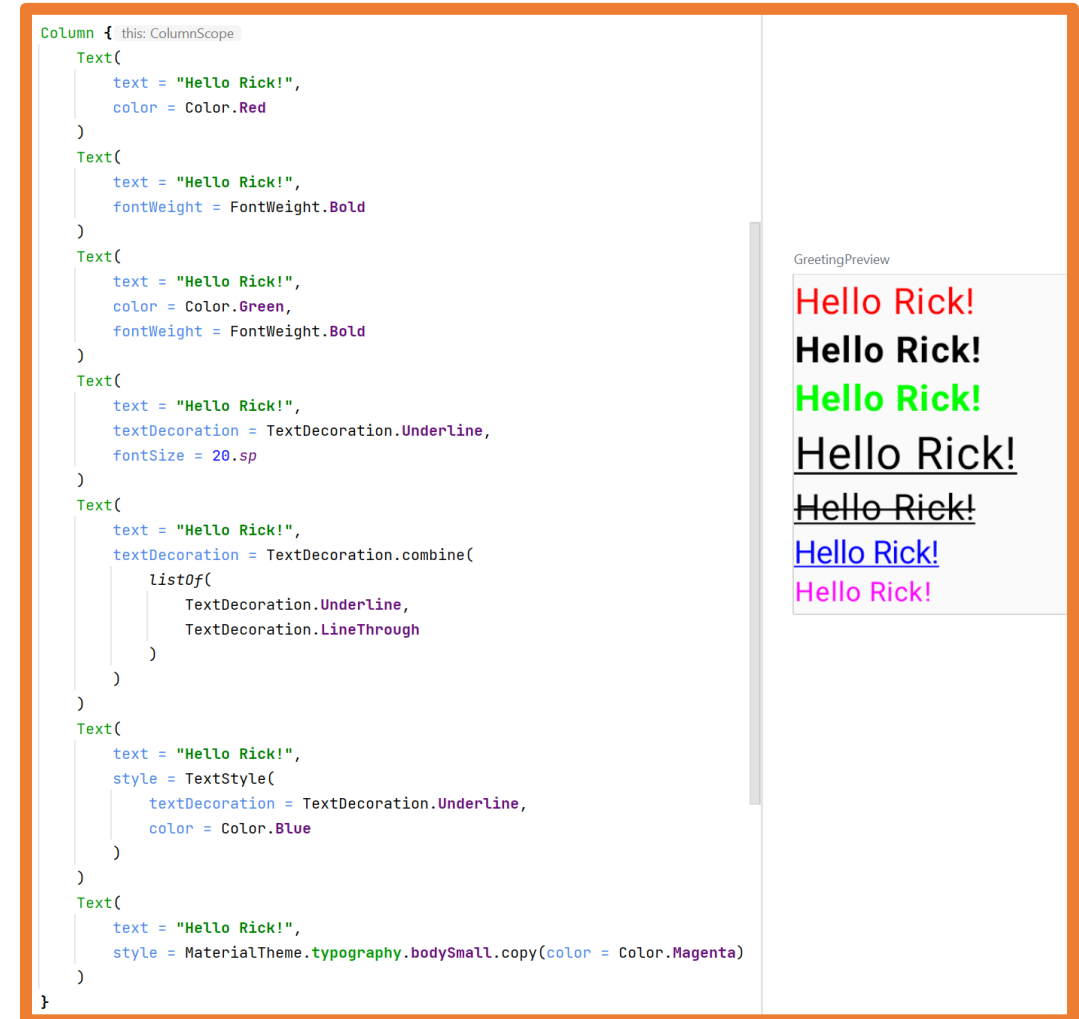 Column { this: ColumnScope
    Text(
        text = "Hello Rick!",
        color = Color.Red
    )
    Text(
        text = "Hello Rick!",
        fontWeight = FontWeight.Bold
    )
    Text(
        text = "Hello Rick!",
        color = Color.Green,
        fontWeight = FontWeight.Bold
    )
    Text(
        text = "Hello Rick!",
        textDecoration = TextDecoration.Underline,
        fontSize = 20.sp
    )
    Text(
        text = "Hello Rick!",
        textDecoration = TextDecoration.combine(
            listOf(
                TextDecoration.Underline,
                TextDecoration.LineThrough
            )
        )
    )
    Text(
        text = "Hello Rick!",
        style = TextStyle(
            textDecoration = TextDecoration.Underline,
            color = Color.Blue
        )
    )
    Text(
        text = "Hello Rick!",
        style = MaterialTheme.typography.bodySmall.copy(color = Color.Magenta)
    )
}
GreetingPreview
Hello Rick!
Hello Rick!
Hello Rick!
Hello Rick!
Hello Rick!
Hello Rick!
Hello Rick!